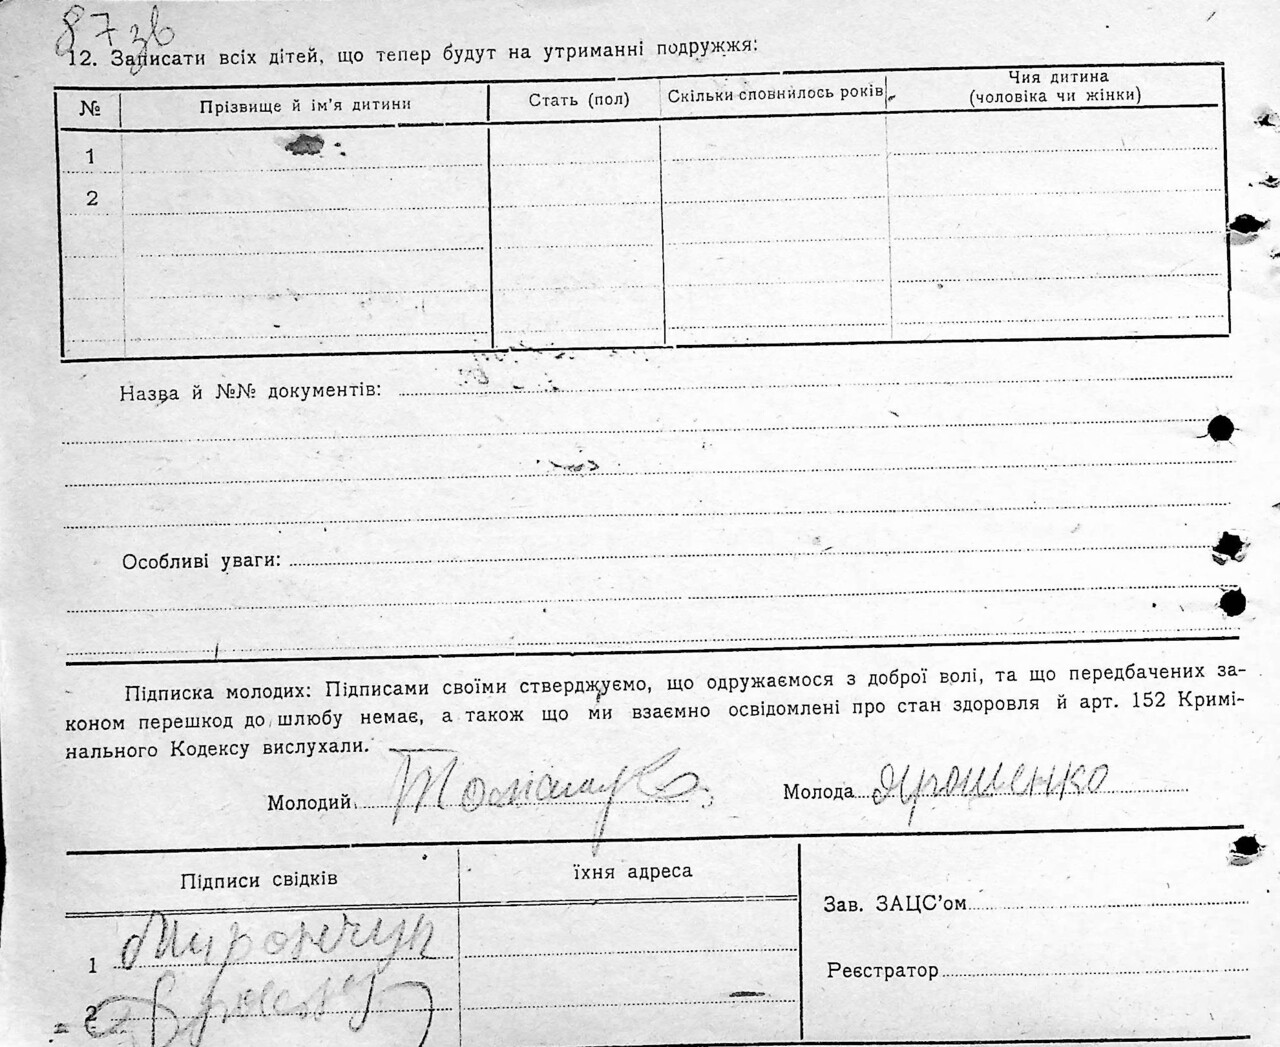 87зв
12. Записати всіх дітей, що тепер будут на утриманні подружжя:
№ Прізвище й ім'я дитини Стать (пол) Скільки сповнилось років Чия дитина
(чоловіка чи жінки)
1
2
Назва й №№ документів:
Особливі уваги:
Підписка молодих: Підписами своїми стверджуємо, що одружаємося з доброї волі, та що передбачених за-
коном перешкод до шлюбу немає, а також що ми взаємно освідомлені про стан здоровля й арт. 152 Кримі-
нального Кодексу вислухали.
Молодий Молода Ярошенко
Підписи свідків їхня адреса
Зав. ЗАЦС'ом
1 Мирончук
Реєстратор
2